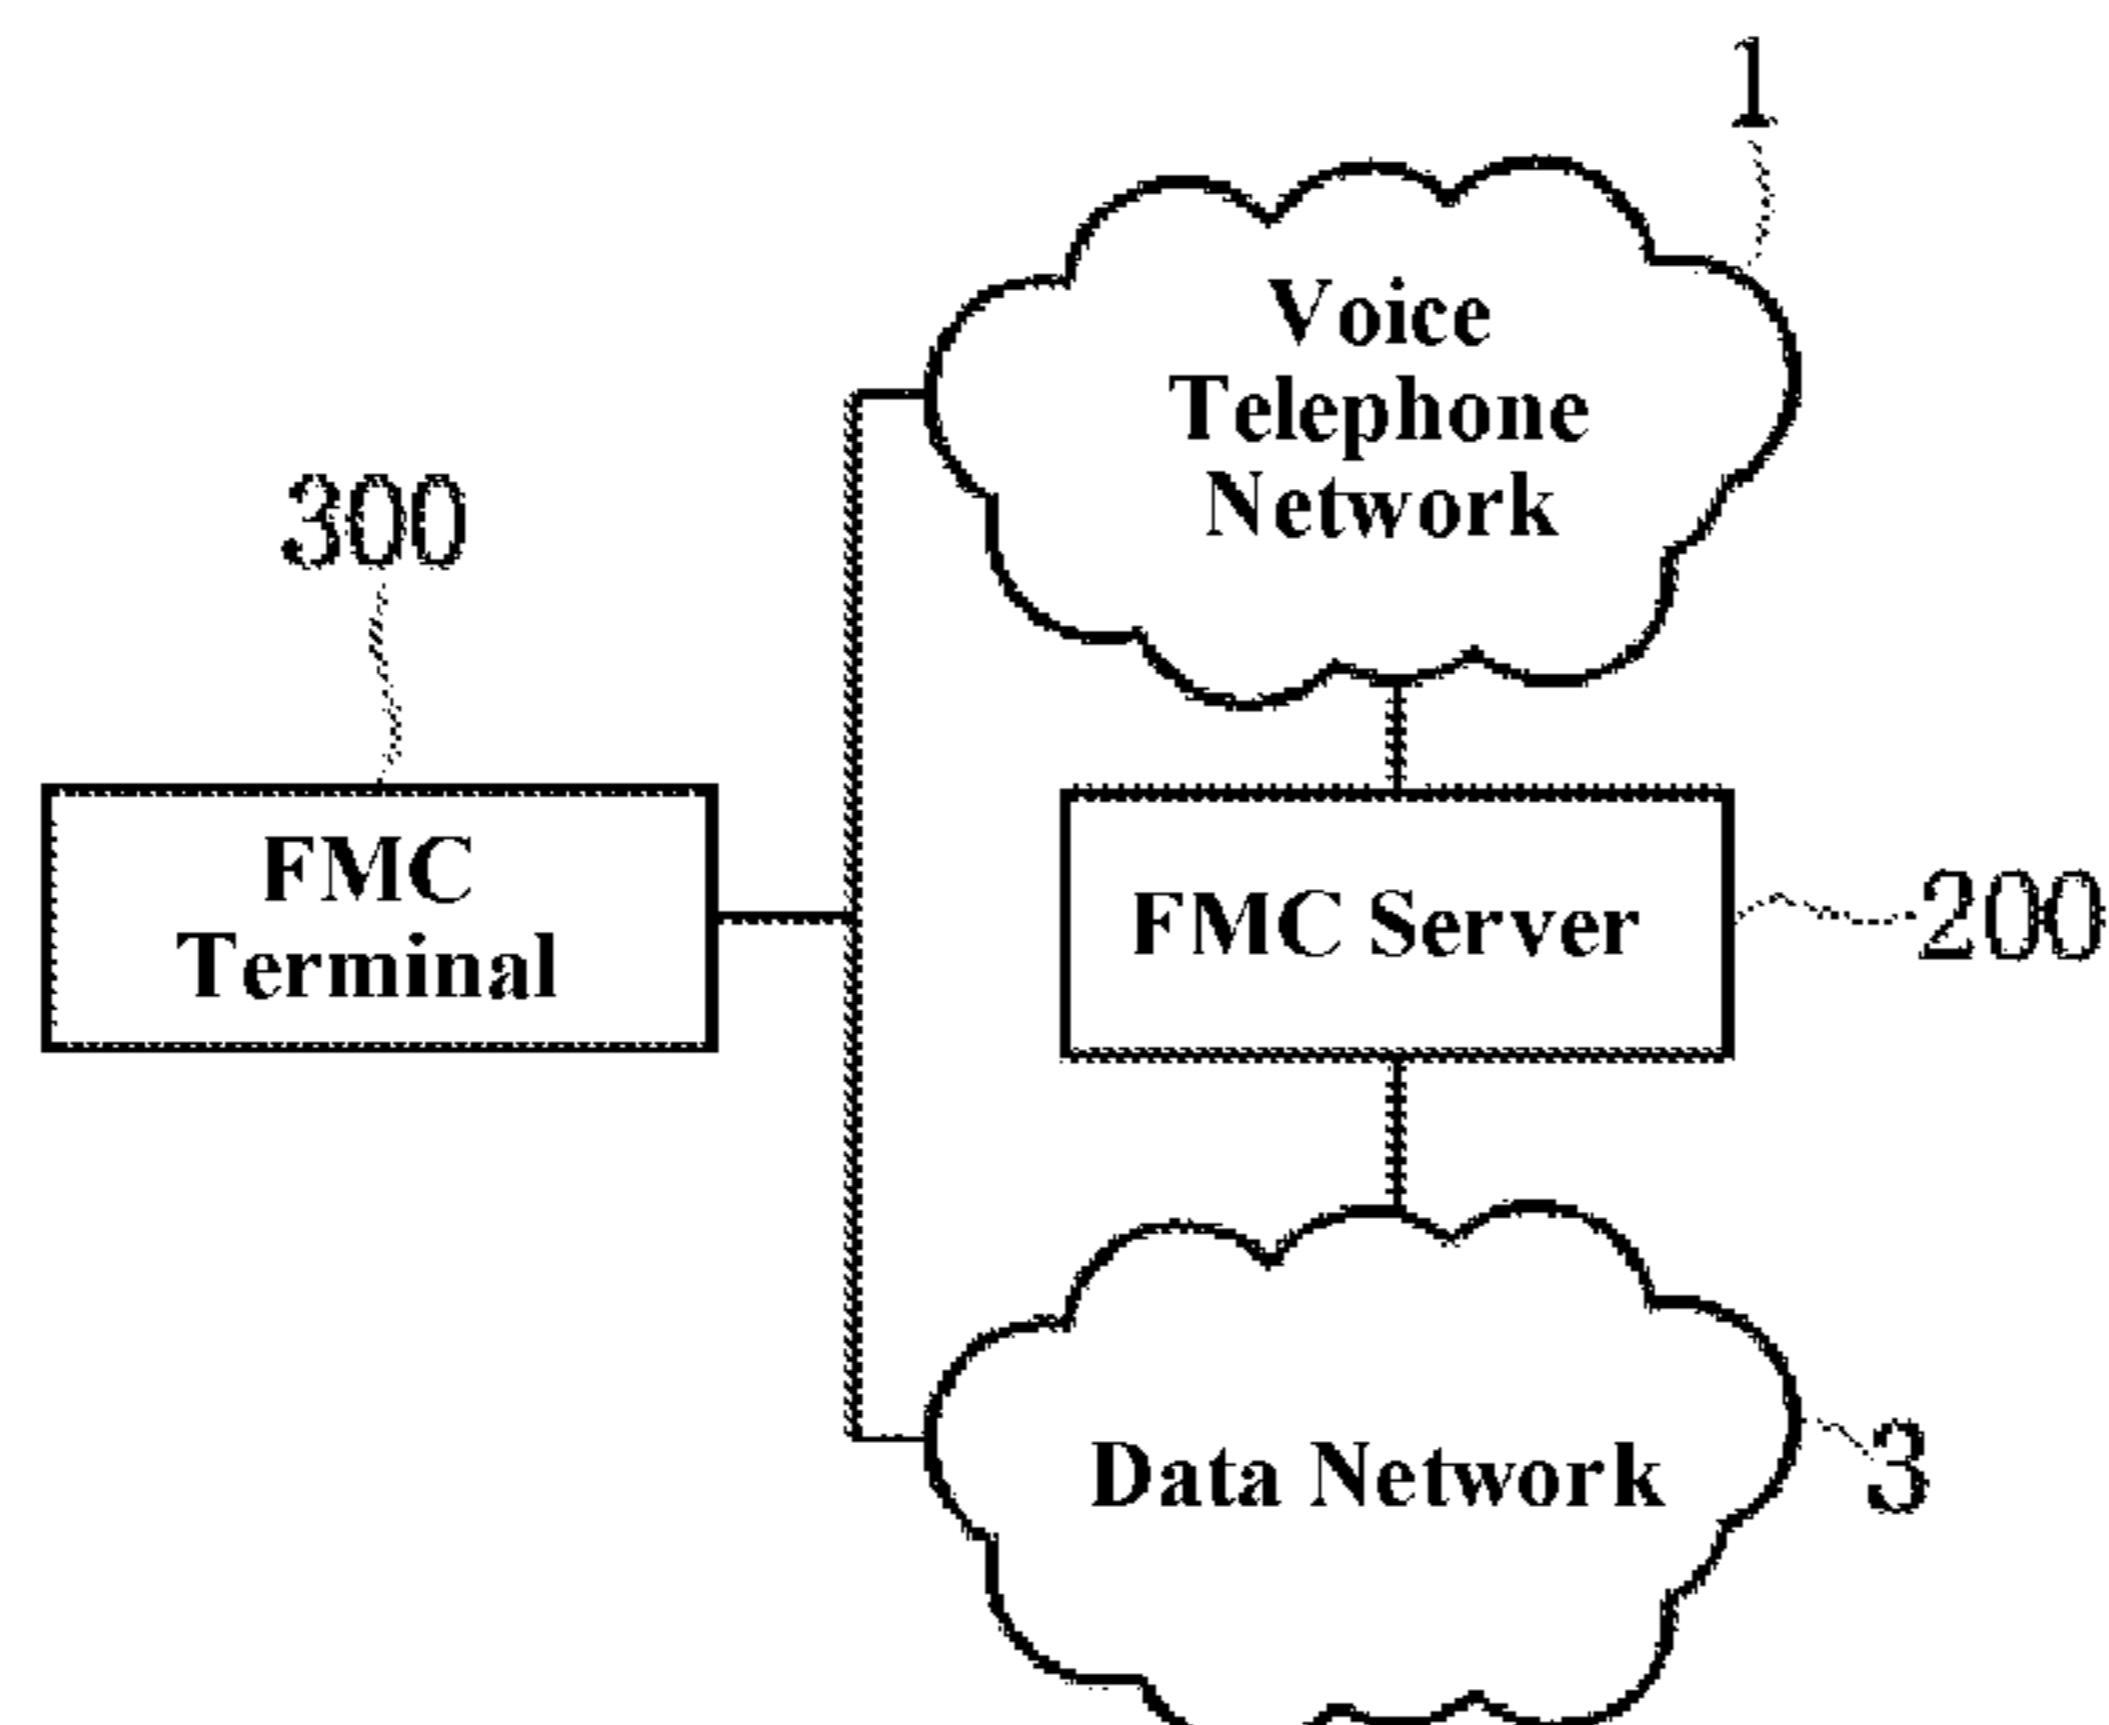 1
Voice
Telephone
Network
300
FMC
Terminal
FMC Server
200
Data Network
3